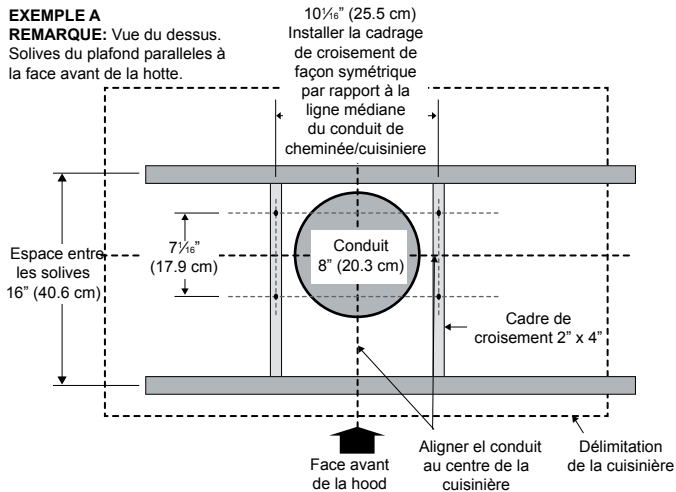 EXEMPLE A
REMARQUE: Vue du dessus.
Solives du plafond paralleles à
la face avant de la hotte.
10 1⁄16” (25.5 cm)
Installer la cadrage
de croisement de
façon symétrique
par rapport à la
ligne médiane
du conduit de
cheminée/cuisiniere
Espace entre
les solives
16” (40.6 cm)
7 1⁄16”
(17.9 cm)
Conduit
8” (20.3 cm)
Cadre de
croisement 2” x 4”
Face avant
de la hood
Aligner el conduit
au centre de la
cuisinière
Délimitation
de la cuisinière